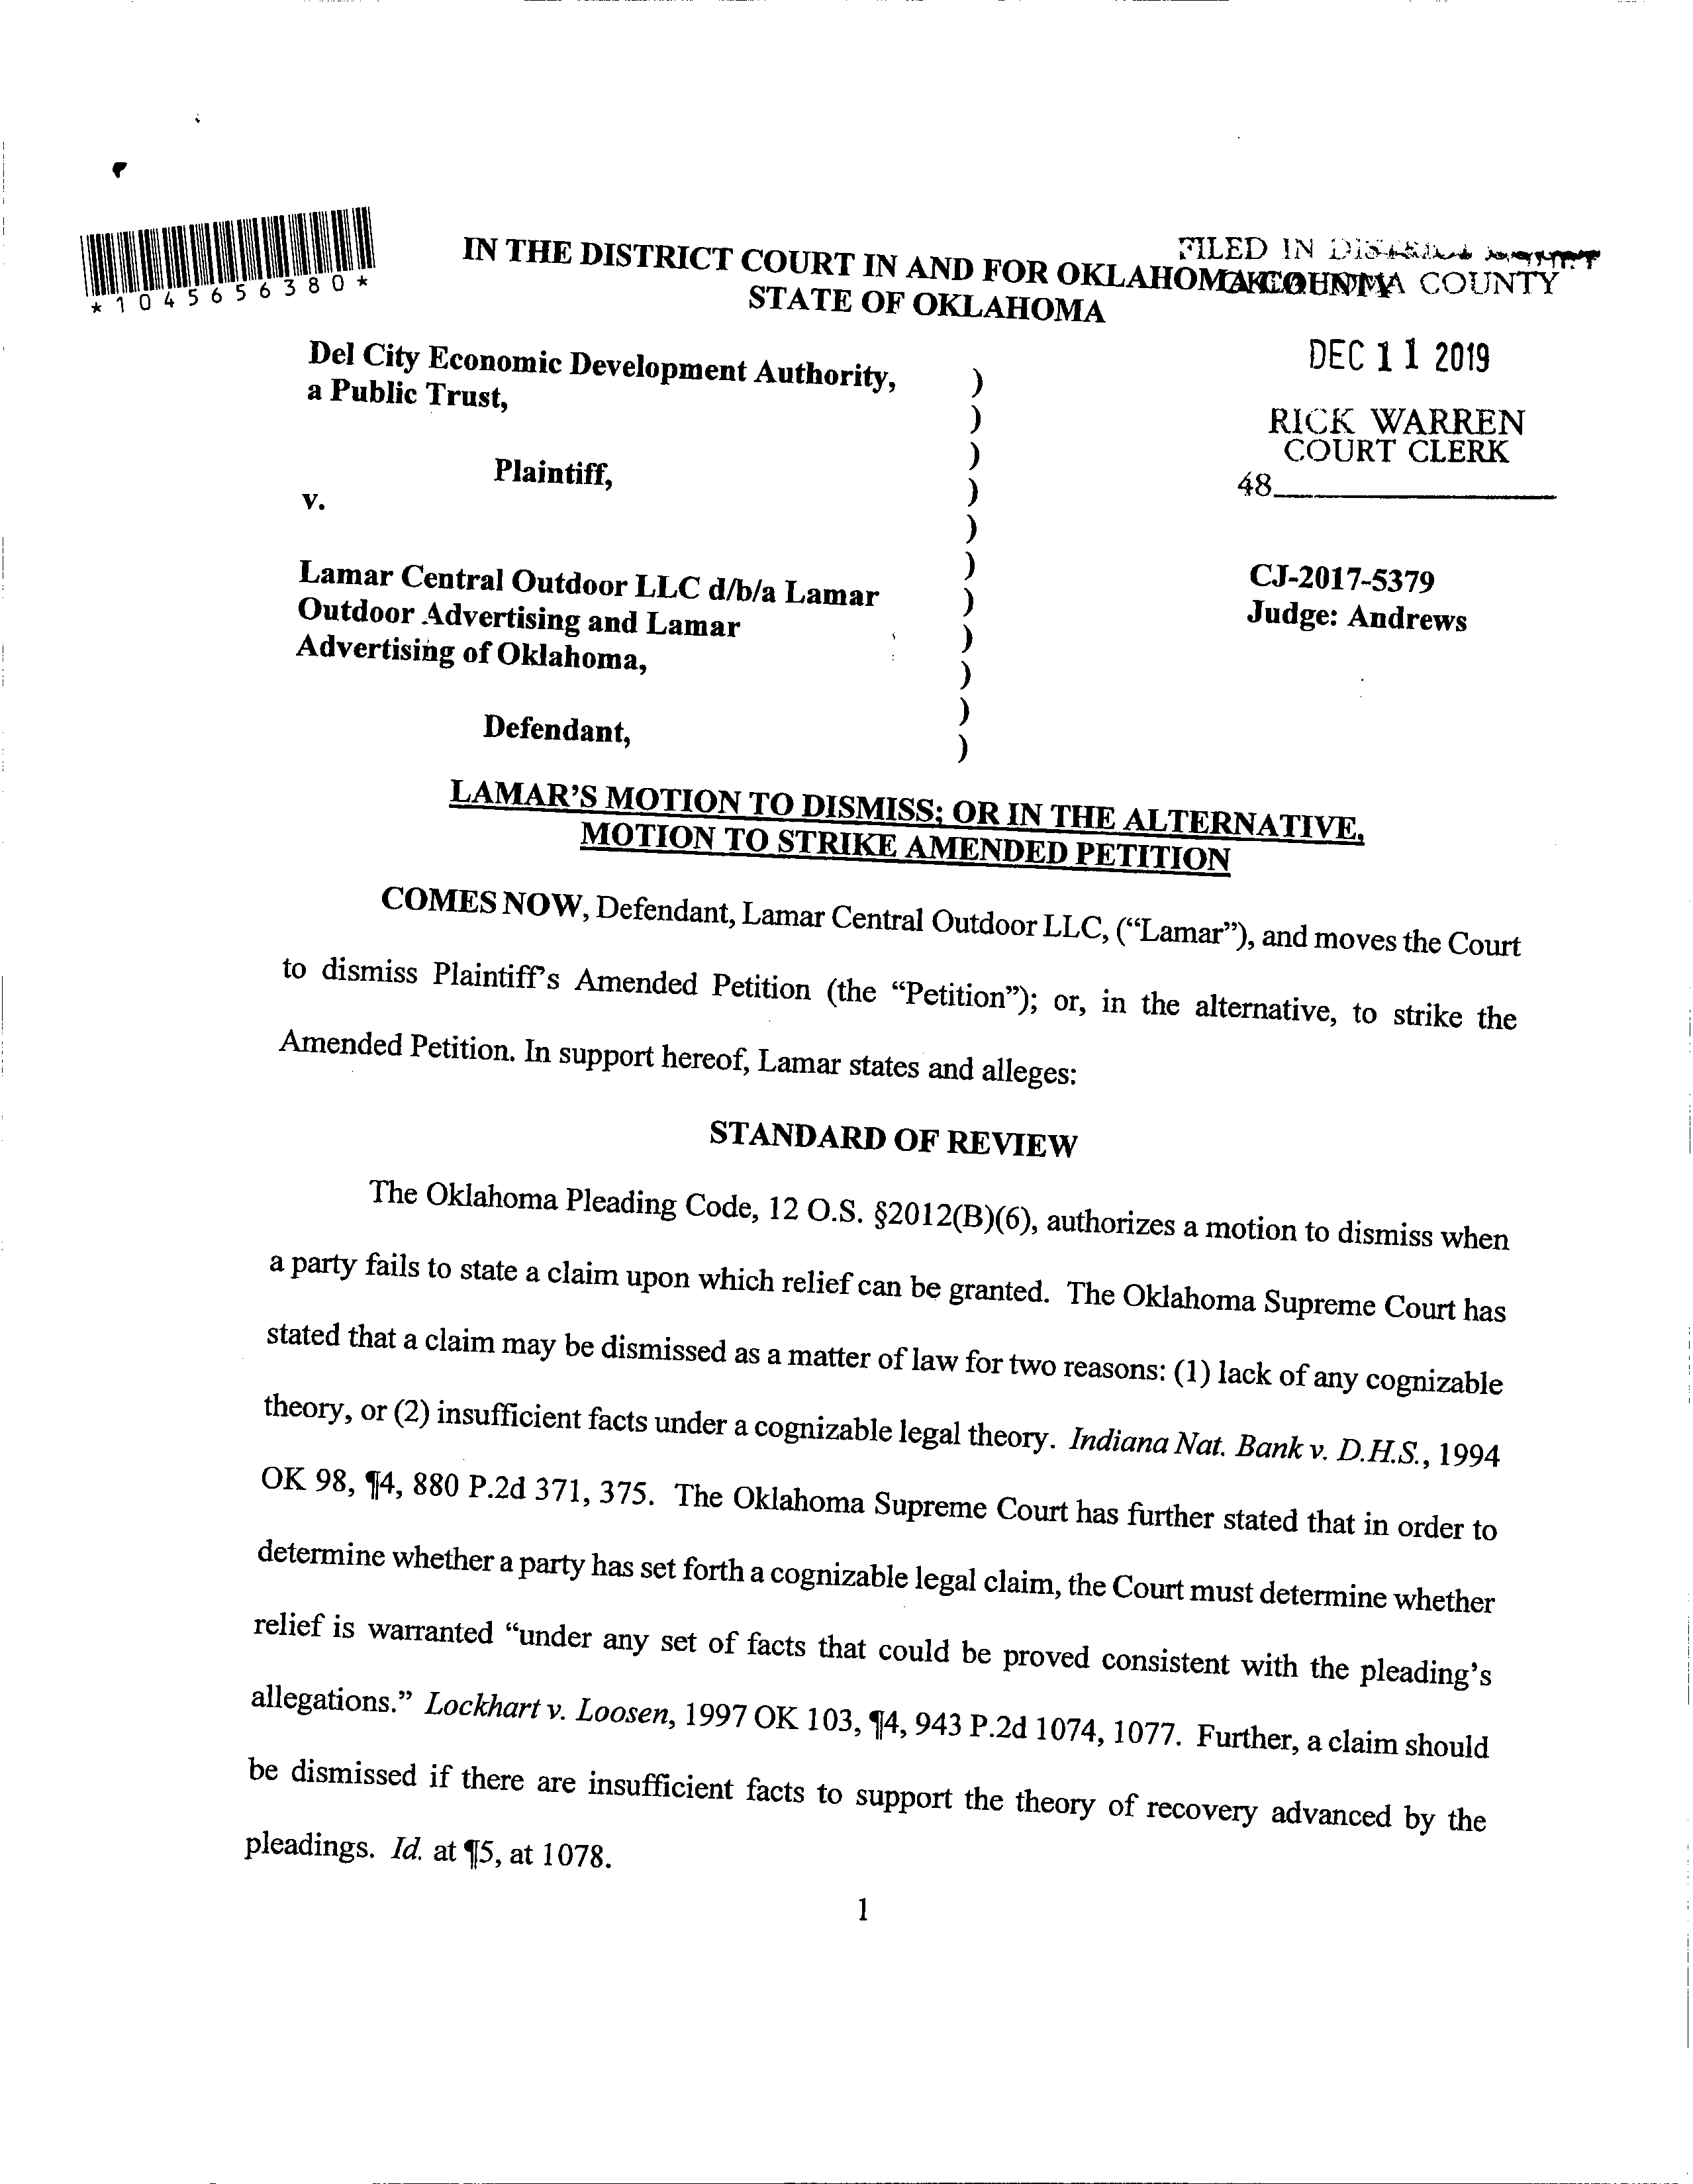 *1045656380*
IN THE DISTRICT COURT IN AND FOR OKLAHOMA COUNTY
STATE OF OKLAHOMA
FILED IN
COUNTY
DEC 11 2019
RICK WARREN
COURT CLERK
48
Del City Economic Development Authority, )
a Public Trust, )
)
Plaintiff, )
v. )
)
Lamar Central Outdoor LLC d/b/a Lamar )
Outdoor Advertising and Lamar )
Advertising of Oklahoma, )
)
Defendant, )
CJ-2017-5379
Judge: Andrews
LAMAR'S MOTION TO DISMISS; OR IN THE ALTERNATIVE,
MOTION TO STRIKE AMENDED PETITION
COMES NOW, Defendant, Lamar Central Outdoor LLC, (“Lamar”), and moves the Court
to dismiss Plaintiff's Amended Petition (the “Petition”); or, in the alternative, to strike the
Amended Petition. In support hereof, Lamar states and alleges:
STANDARD OF REVIEW
The Oklahoma Pleading Code, 12 O.S. §2012(B)(6), authorizes a motion to dismiss when
a party fails to state a claim upon which relief can be granted. The Oklahoma Supreme Court has
stated that a claim may be dismissed as a matter of law for two reasons: (1) lack of any cognizable
theory, or (2) insufficient facts under a cognizable legal theory. Indiana Nat. Bank v. D.H.S., 1994
OK 98, ¶4, 880 P.2d 371, 375. The Oklahoma Supreme Court has further stated that in order to
determine whether a party has set forth a cognizable legal claim, the Court must determine whether
relief is warranted “under any set of facts that could be proved consistent with the pleading's
allegations.” Lockhart v. Loosen, 1997 OK 103, ¶4, 943 P.2d 1074, 1077. Further, a claim should
be dismissed if there are insufficient facts to support the theory of recovery advanced by the
pleadings. Id. at ¶5, at 1078.
1